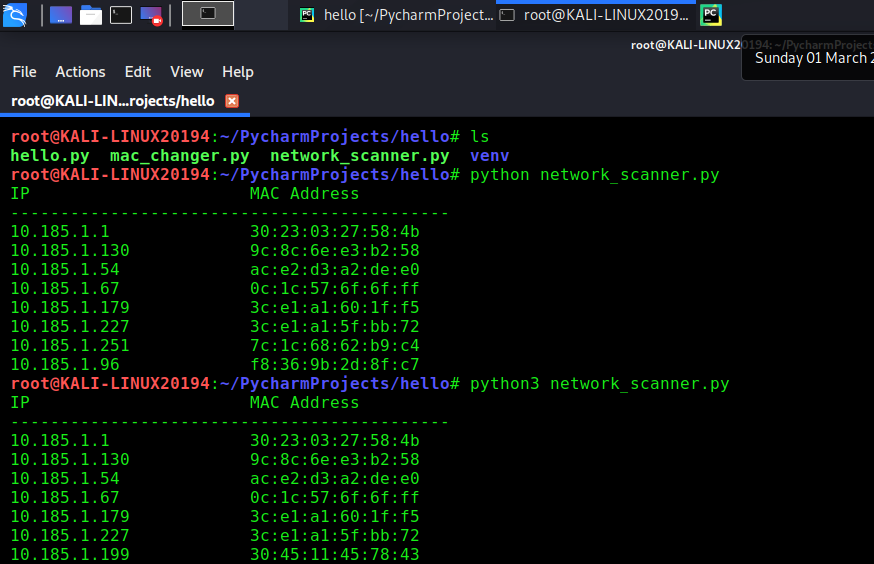 hello [~/PycharmProject...
root@KALI-LINUX2019...
root@KALI-LINUX20194:~/PycharmProject
Sunday 01 March 2
File Actions Edit View Help
root@KALI-LIN...rojects/hello
root@KALI-LINUX20194:~/PycharmProjects/hello# ls
hello.py mac_changer.py network_scanner.py venv
root@KALI-LINUX20194:~/PycharmProjects/hello# python network_scanner.py
IP MAC Address
--------------------------------------------
10.185.1.1 30:23:03:27:58:4b
10.185.1.130 9c:8c:6e:e3:b2:58
10.185.1.54 ac:e2:d3:a2:de:e0
10.185.1.67 0c:1c:57:6f:6f:ff
10.185.1.179 3c:e1:a1:60:1f:f5
10.185.1.227 3c:e1:a1:5f:bb:72
10.185.1.251 7c:1c:68:62:b9:c4
10.185.1.96 f8:36:9b:2d:8f:c7
root@KALI-LINUX20194:~/PycharmProjects/hello# python3 network_scanner.py
IP MAC Address
--------------------------------------------
10.185.1.1 30:23:03:27:58:4b
10.185.1.130 9c:8c:6e:e3:b2:58
10.185.1.54 ac:e2:d3:a2:de:e0
10.185.1.67 0c:1c:57:6f:6f:ff
10.185.1.179 3c:e1:a1:60:1f:f5
10.185.1.227 3c:e1:a1:5f:bb:72
10.185.1.199 30:45:11:45:78:43